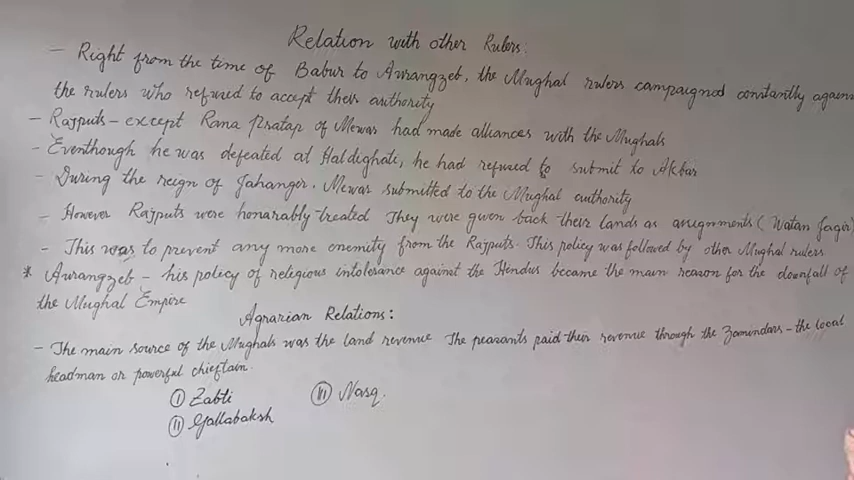 Relation with other Rulers:
- Right from the time of Babur to Aurangzeb, the Mughal rulers campaigned constantly agains
the rulers who refused to accept their authority
- Rajputs - except Rana Pratap of Mewar had made alliances with the Mughals
- Eventhough he was defeated at Haldighati, he had refused to submit to Akbar
- During the reign of Jahangir, Mewar submitted to the Mughal authority
- However Rajputs were honarably treated They were given back their lands as assignments (Watan Jagir)
- This was to prevent any more enemity from the Rajputs. This policy was followed by other Mughal rulers
* Aurangzeb - his policy of religious intolerance against the Hindus became the main reason for the downfall of
the Mughal Empire
Agrarian Relations:
- The main source of the Mughals was the land revenue The peasants paid their revenue through the Zamindars - the local
headman or powerful chieftain.
(I) Zabti (III) Nasq.
(II) Gallabaksh